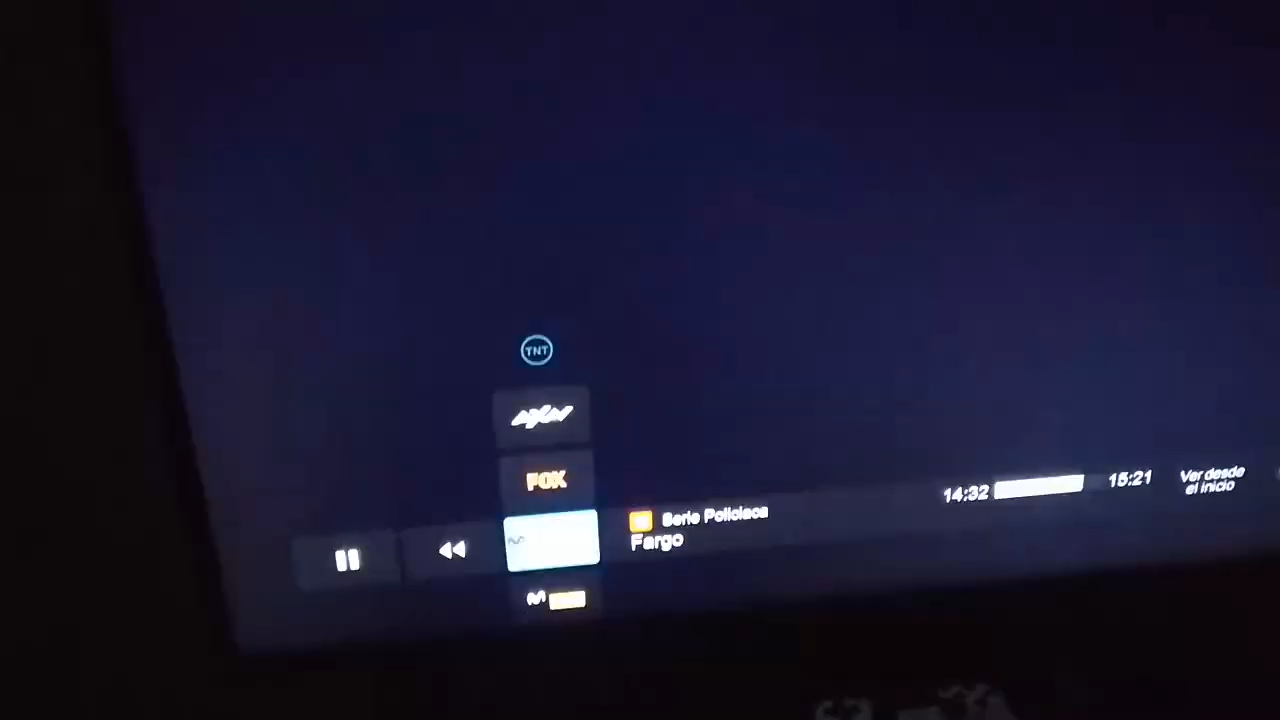 TNT
AXN
FOX
Serie Policiaca
Fargo
14:32
15:21
Ver desde
el inicio